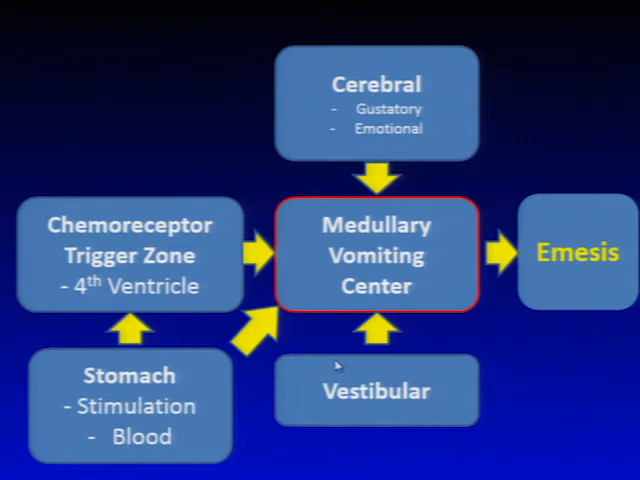 Cerebral
- Gustatory
- Emotional
Chemoreceptor
Trigger Zone
- 4th Ventricle
Medullary
Vomiting
Center
Emesis
Stomach
- Stimulation
- Blood
Vestibular